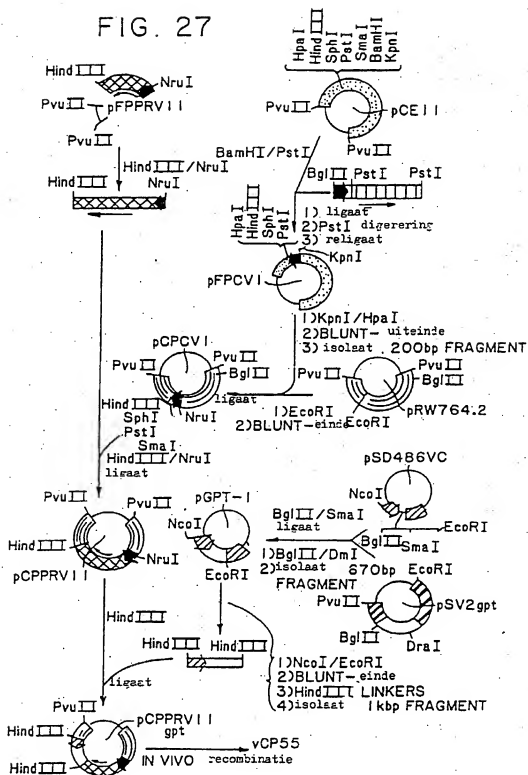 FIG. 27
HpaI
HindIII
SphI
PstI
SmaI
BamHI
KpnI
HindIII
NruI
PvuII
pFPPRV11
PvuII
PvuII
pCE11
PvuII
HindIII/NruI
BamHI/PstI
HindIII
NruI
BglII
PstI
PstI
HpaI
HindIII
SphI
PstI
1) ligaat
2)PstI digerering
3) religaat
KpnI
pFPCV1
1)KpnI/HpaI
2)BLUNT-uiteinde
3)isolaat 200bp FRAGMENT
pCPCV1
PvuII
PvuII
BglII
PvuII
PvuII
BglII
ligaat
pRW764.2
HindIII
SphI
PstI
SmaI
NruI
1)EcoRI
2)BLUNT-einde
EcoRI
HindIII/NruI
ligaat
pSD486VC
NcoI
PvuII
PvuII
pGPT-1
NcoI
BglII/SmaI
ligaat
EcoRI
BglII
SmaI
HindIII
NruI
pCPPRV11
EcoRI
1)BglII/DmI
2)isolaat 670bp
FRAGMENT
EcoRI
PvuII
pSV2gpt
BglII
DraI
HindIII
HindIII
HindIII
ligaat
1)NcoI/EcoRI
2)BLUNT-einde
3)HindIII LINKERS
4)isolaat 1kbp FRAGMENT
PvuII
pCPPRV11
gpt
HindIII
HindIII
IN VIVO recombinatie
vCP55